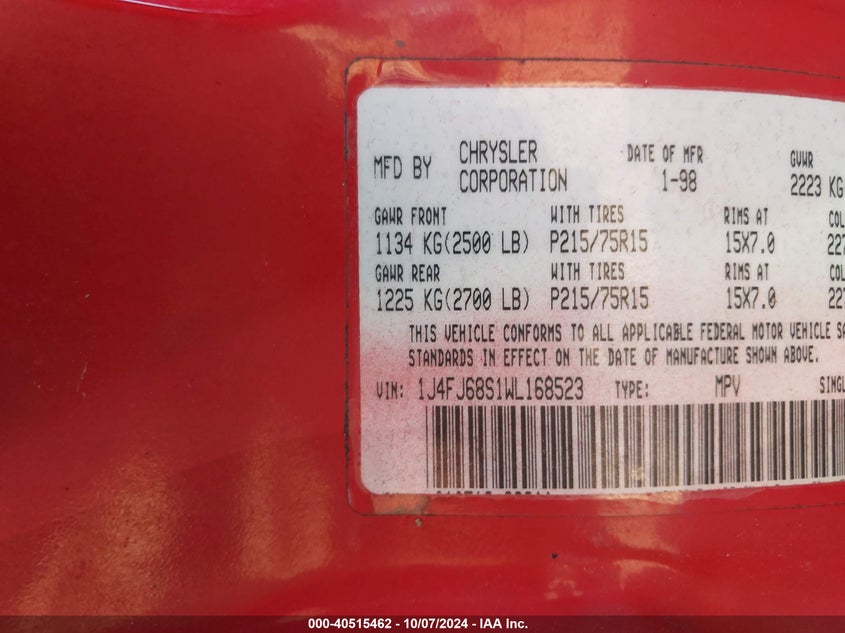 MFD BY CHRYSLER CORPORATION DATE OF MFR 1-98 GVWR 2223 KG
GAWR FRONT WITH TIRES RIMS AT
1134 KG(2500 LB) P215/75R15 15X7.0
GAWR REAR WITH TIRES RIMS AT
1225 KG(2700 LB) P215/75R15 15X7.0
THIS VEHICLE CONFORMS TO ALL APPLICABLE FEDERAL MOTOR VEHICLE
STANDARDS IN EFFECT ON THE DATE OF MANUFACTURE SHOWN ABOVE.
VIN: 1J4FJ68S1WL168523 TYPE: MPV
000-40515462 - 10/07/2024 - IAA Inc.